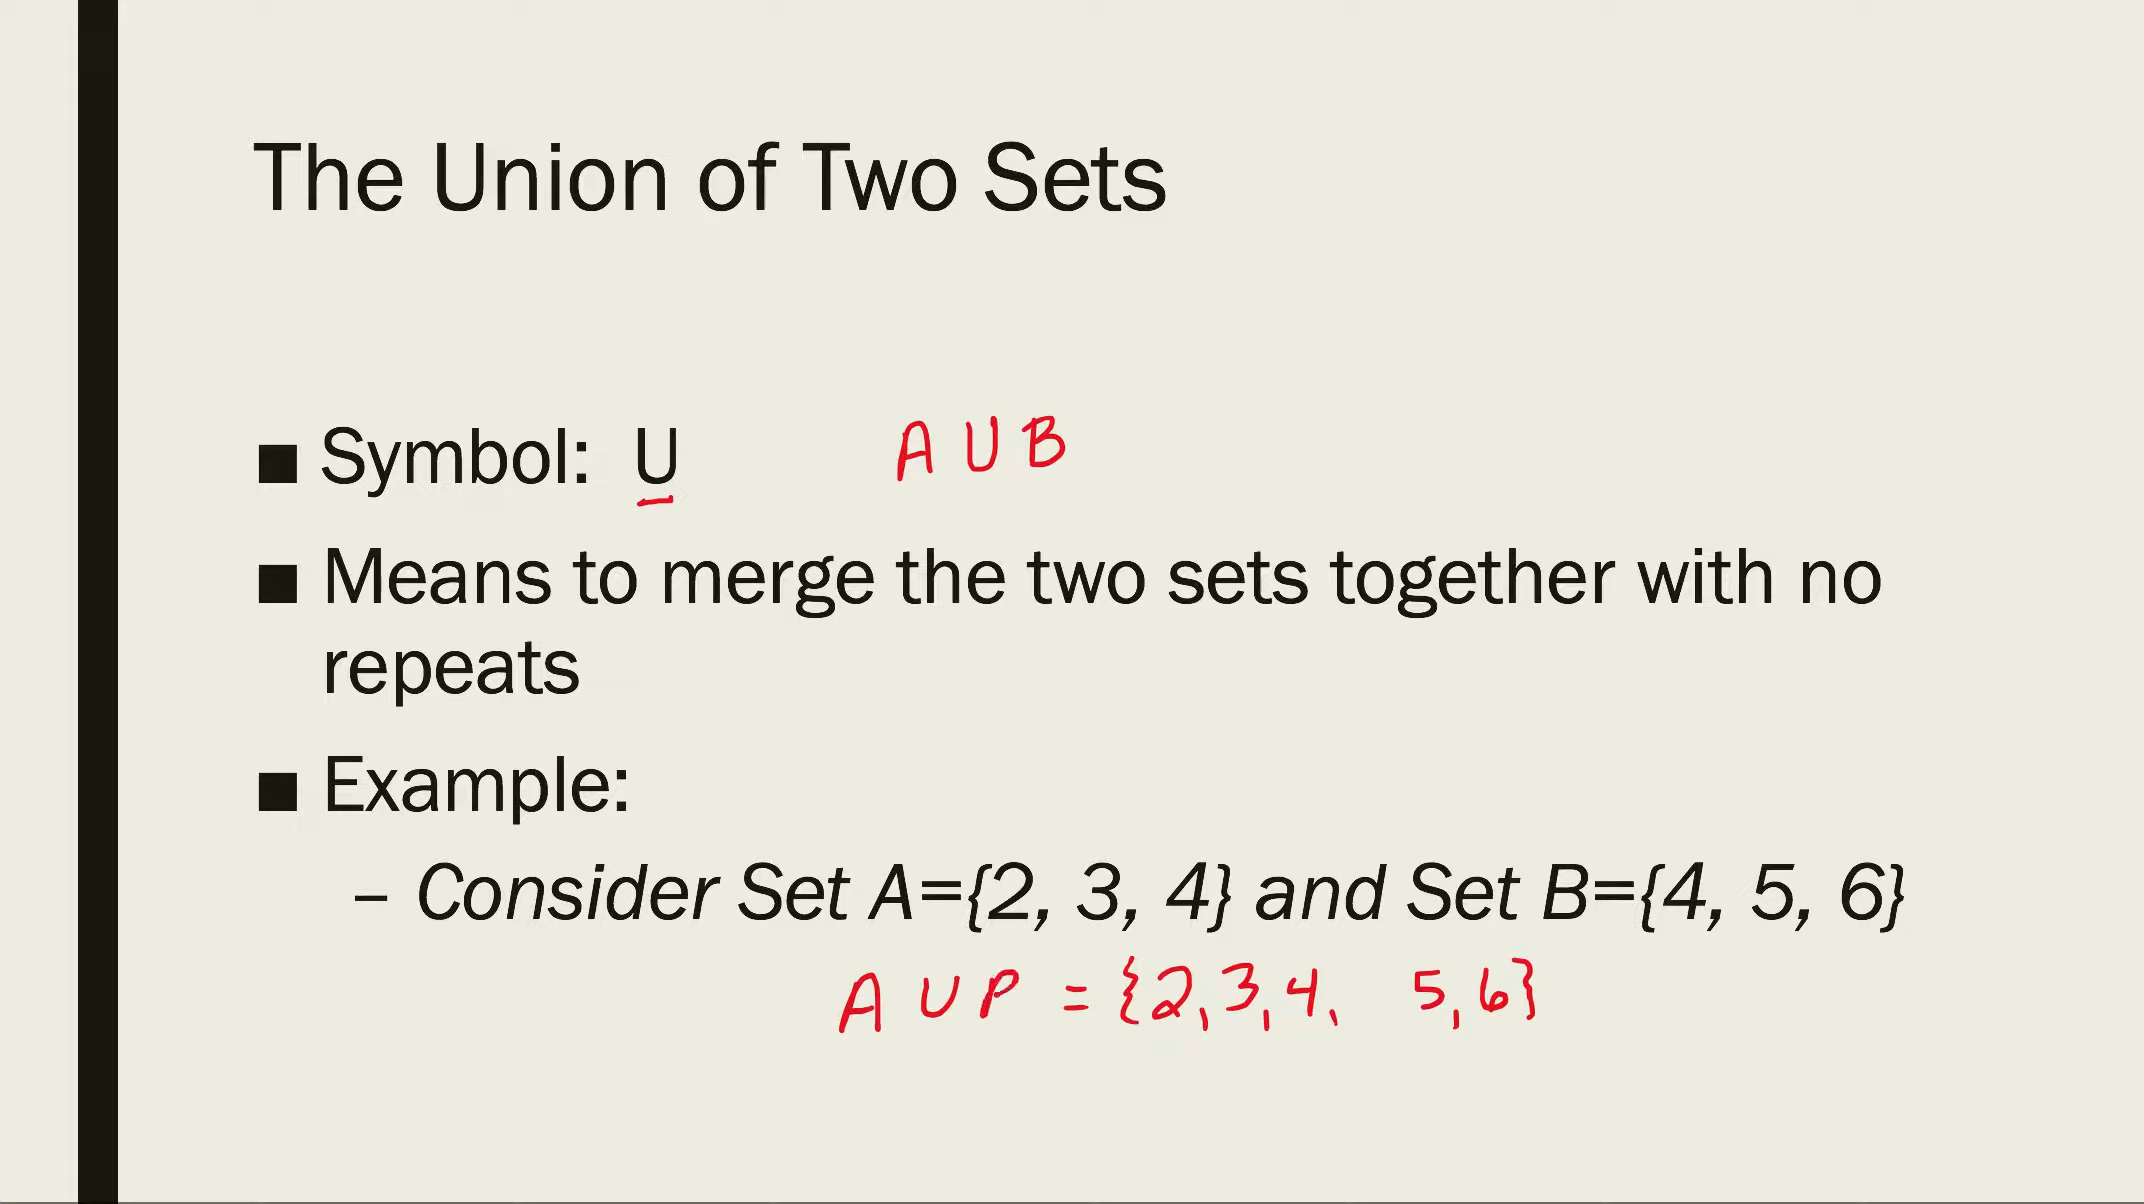 The Union of Two Sets
■ Symbol: U A U B
■ Means to merge the two sets together with no
repeats
■ Example:
– Consider Set A={2, 3, 4} and Set B={4, 5, 6}
A U P = {2,3,4, 5,6}